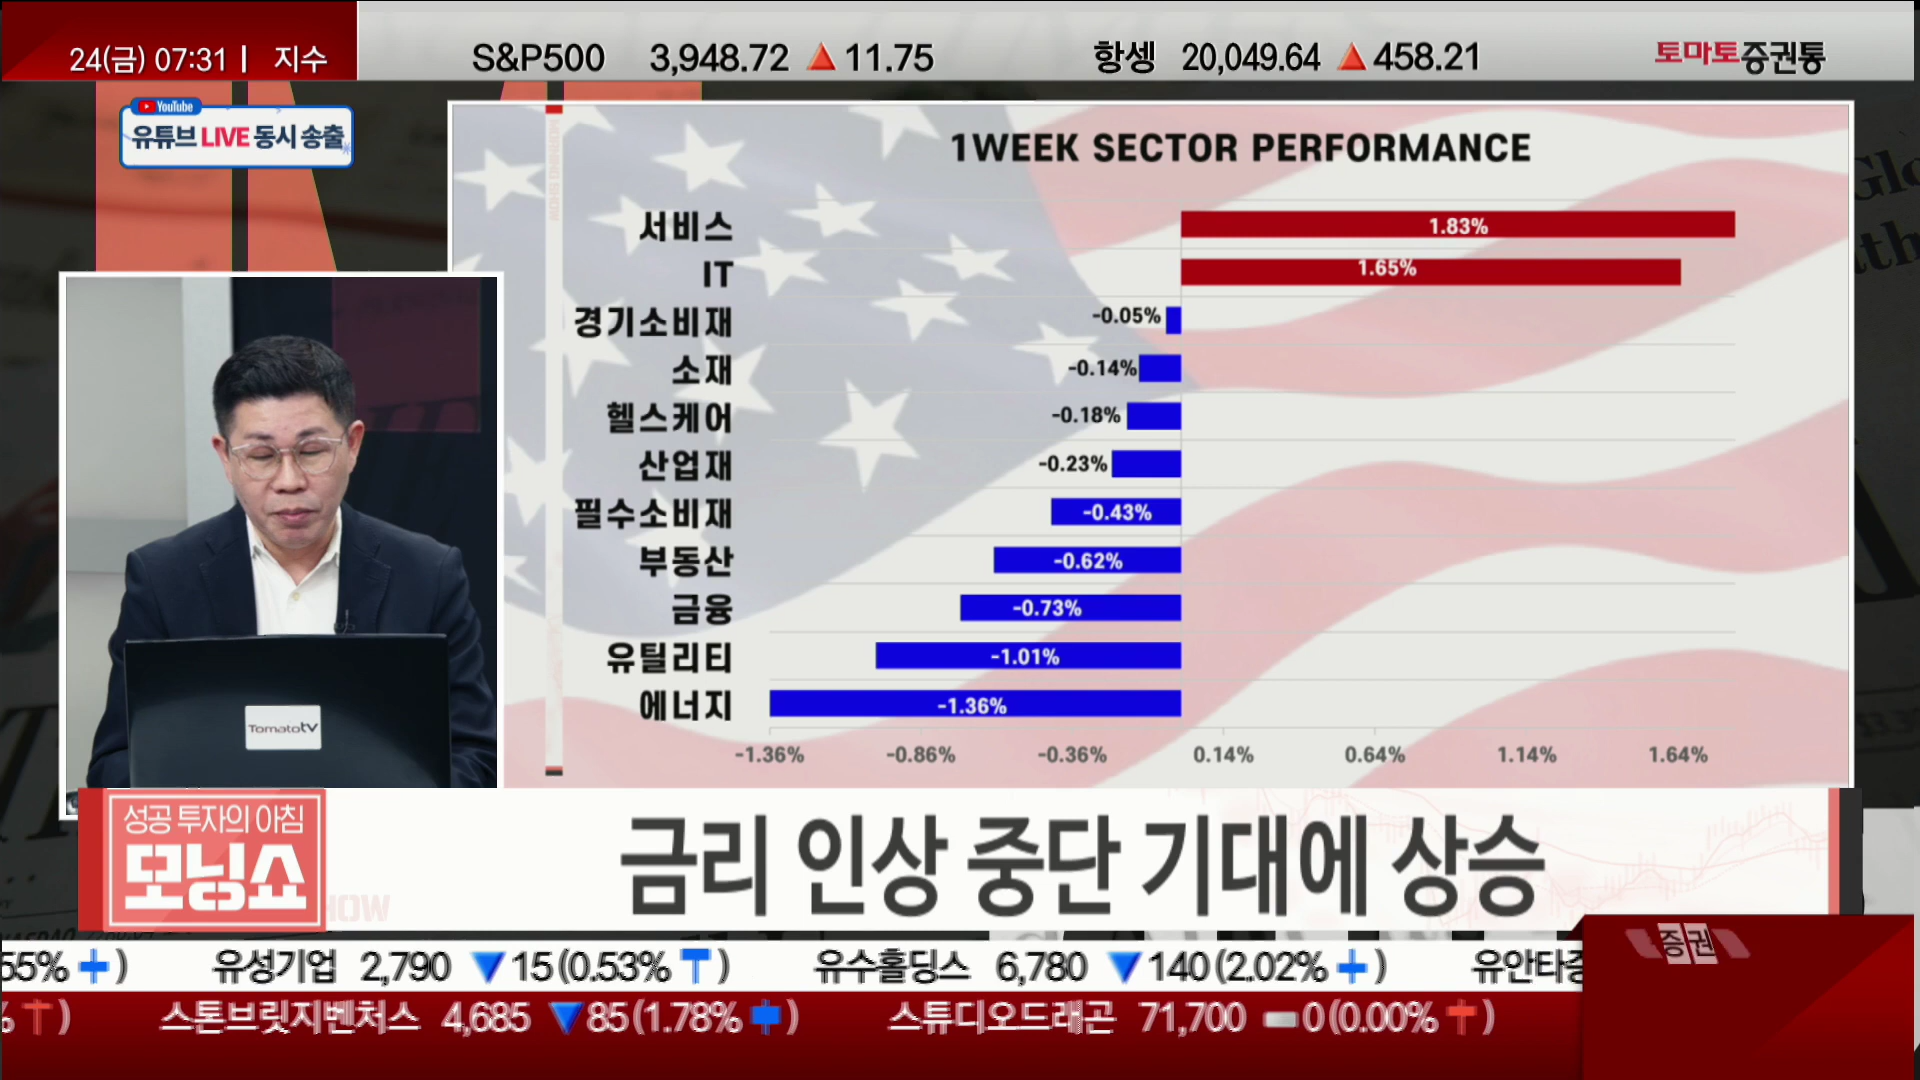 24(금) 07:31 | 지수
S&P500 3,948.72 ▲ 11.75
항셍 20,049.64 ▲ 458.21
토마토증권통
YouTube
유튜브 LIVE 동시 송출
1WEEK SECTOR PERFORMANCE
서비스 1.83%
IT 1.65%
경기소비재 -0.05%
소재 -0.14%
헬스케어 -0.18%
산업재 -0.23%
필수소비재 -0.43%
부동산 -0.62%
금융 -0.73%
유틸리티 -1.01%
에너지 -1.36%
-1.36% -0.86% -0.36% 0.14% 0.64% 1.14% 1.64%
Tomatotv
성공 투자의 아침
모닝쇼
금리 인상 중단 기대에 상승
증권
55% ) 유성기업 2,790 ▼ 15(0.53% ) 유수홀딩스 6,780 ▼ 140(2.02% ) 유안타증
% ) 스톤브릿지벤처스 4,685 ▼ 85(1.78% ) 스튜디오드래곤 71,700 0(0.00% )